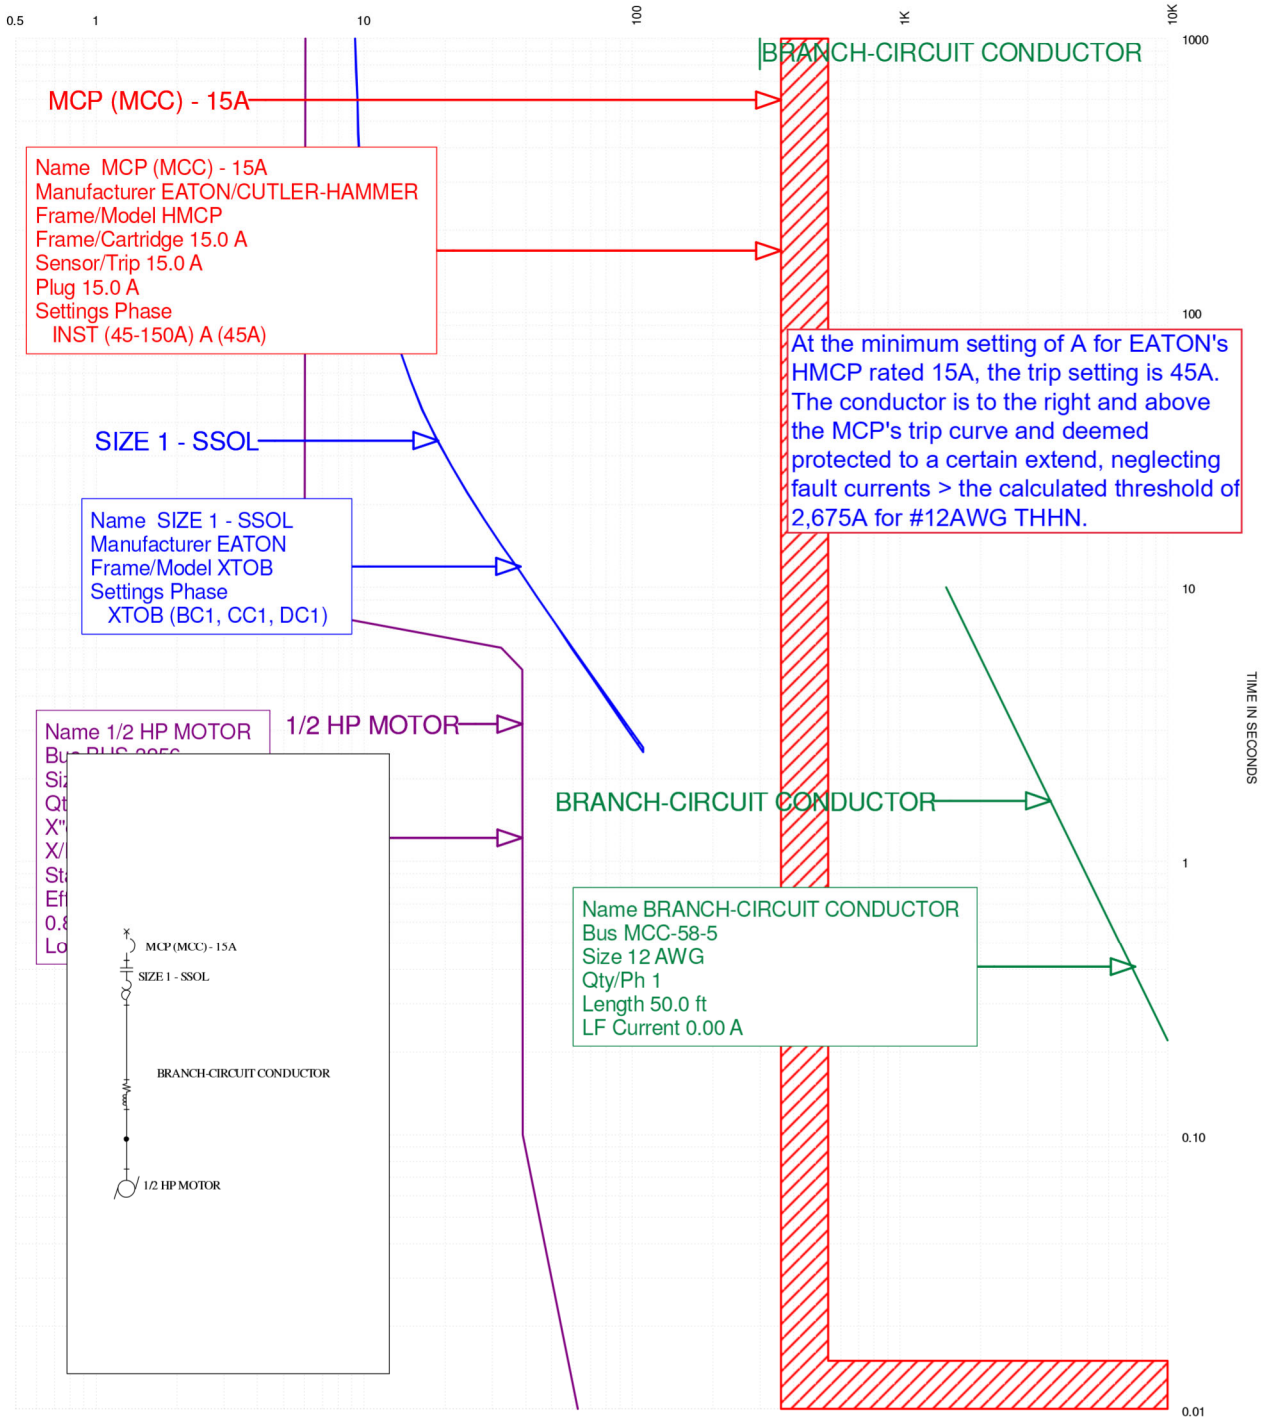 0.5 1 10 100 1K 10K
1000
BRANCH-CIRCUIT CONDUCTOR
MCP (MCC) - 15A
Name MCP (MCC) - 15A
Manufacturer EATON/CUTLER-HAMMER
Frame/Model HMCP
Frame/Cartridge 15.0 A
Sensor/Trip 15.0 A
Plug 15.0 A
Settings Phase
INST (45-150A) A (45A)
100
At the minimum setting of A for EATON's
HMCP rated 15A, the trip setting is 45A.
The conductor is to the right and above
the MCP's trip curve and deemed
protected to a certain extend, neglecting
fault currents > the calculated threshold of
2,675A for #12AWG THHN.
SIZE 1 - SSOL
Name SIZE 1 - SSOL
Manufacturer EATON
Frame/Model XTOB
Settings Phase
XTOB (BC1, CC1, DC1)
10
TIME IN SECONDS
1/2 HP MOTOR
Name 1/2 HP MOTOR
X/
0.8
Lo
BRANCH-CIRCUIT CONDUCTOR
1
Name BRANCH-CIRCUIT CONDUCTOR
Bus MCC-58-5
Size 12 AWG
Qty/Ph 1
Length 50.0 ft
LF Current 0.00 A
MCP (MCC) - 15A
SIZE 1 - SSOL
BRANCH-CIRCUIT CONDUCTOR
1/2 HP MOTOR
0.10
0.01